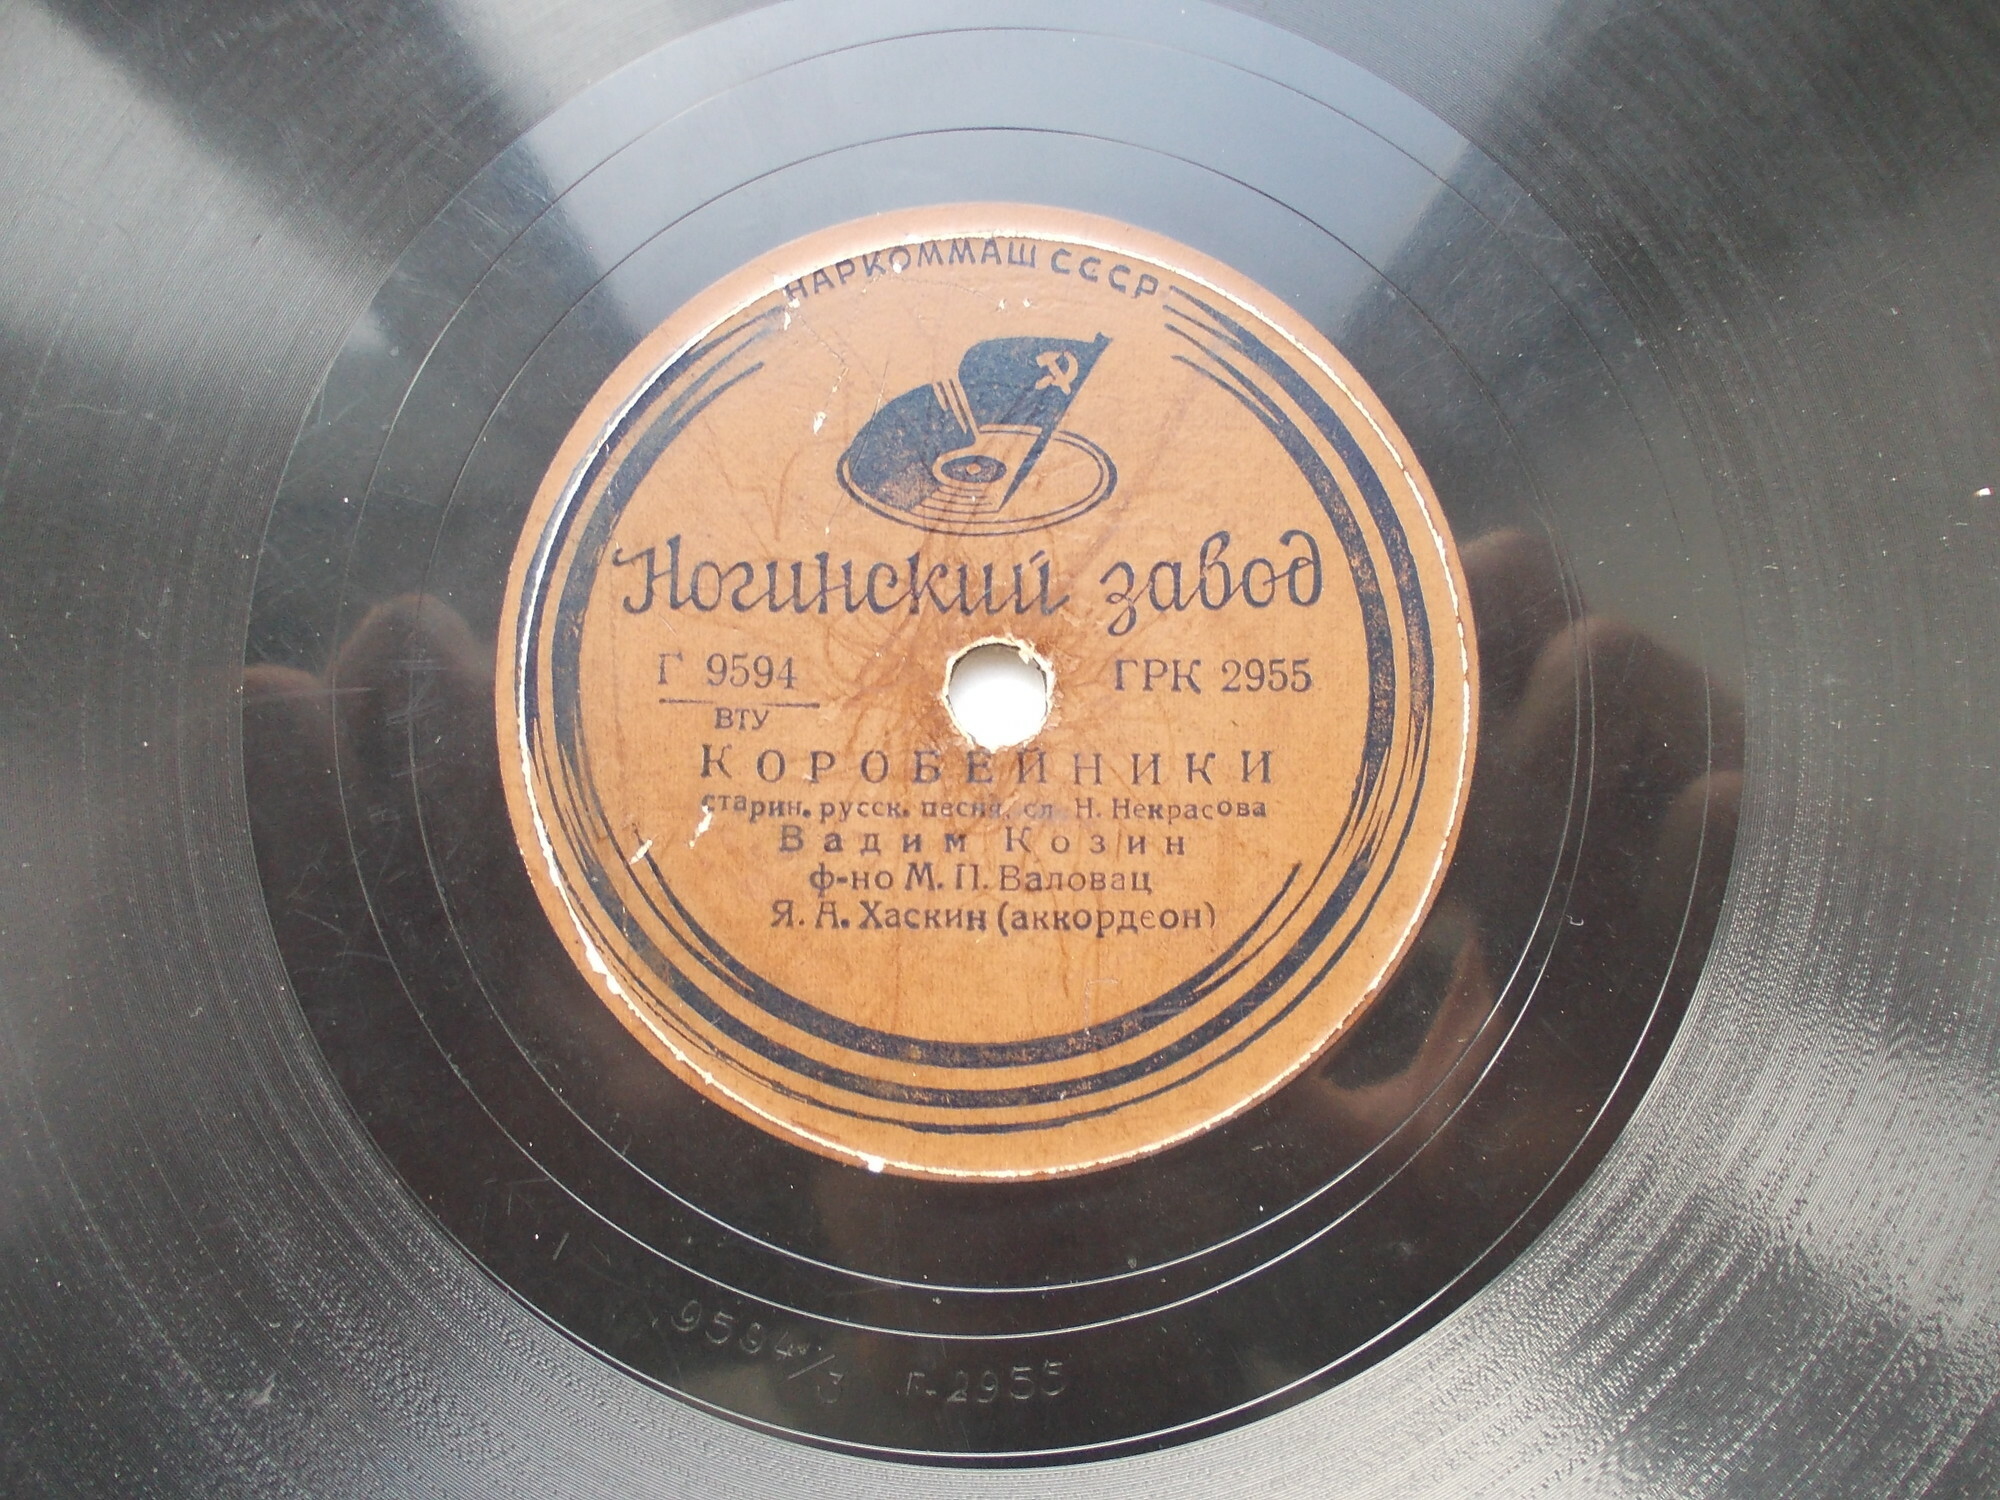 НАРКОММАШ СССР
Ногинский завод
Г 9594 ГРК 2955
ВТУ
КОРОБЕЙНИКИ
старин. русск. песня, сл. Н. Некрасова
Вадим Козин
ф-но М. П. Валовац
Я. А. Хаскин (аккордеон)
9594/3 Г-2955